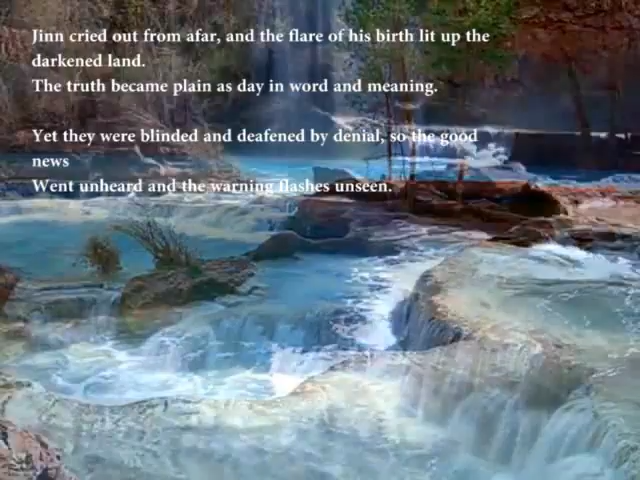 Jinn cried out from afar, and the flare of his birth lit up the
darkened land.
The truth became plain as day in word and meaning.
Yet they were blinded and deafened by denial, so the good
news
Went unheard and the warning flashes unseen.